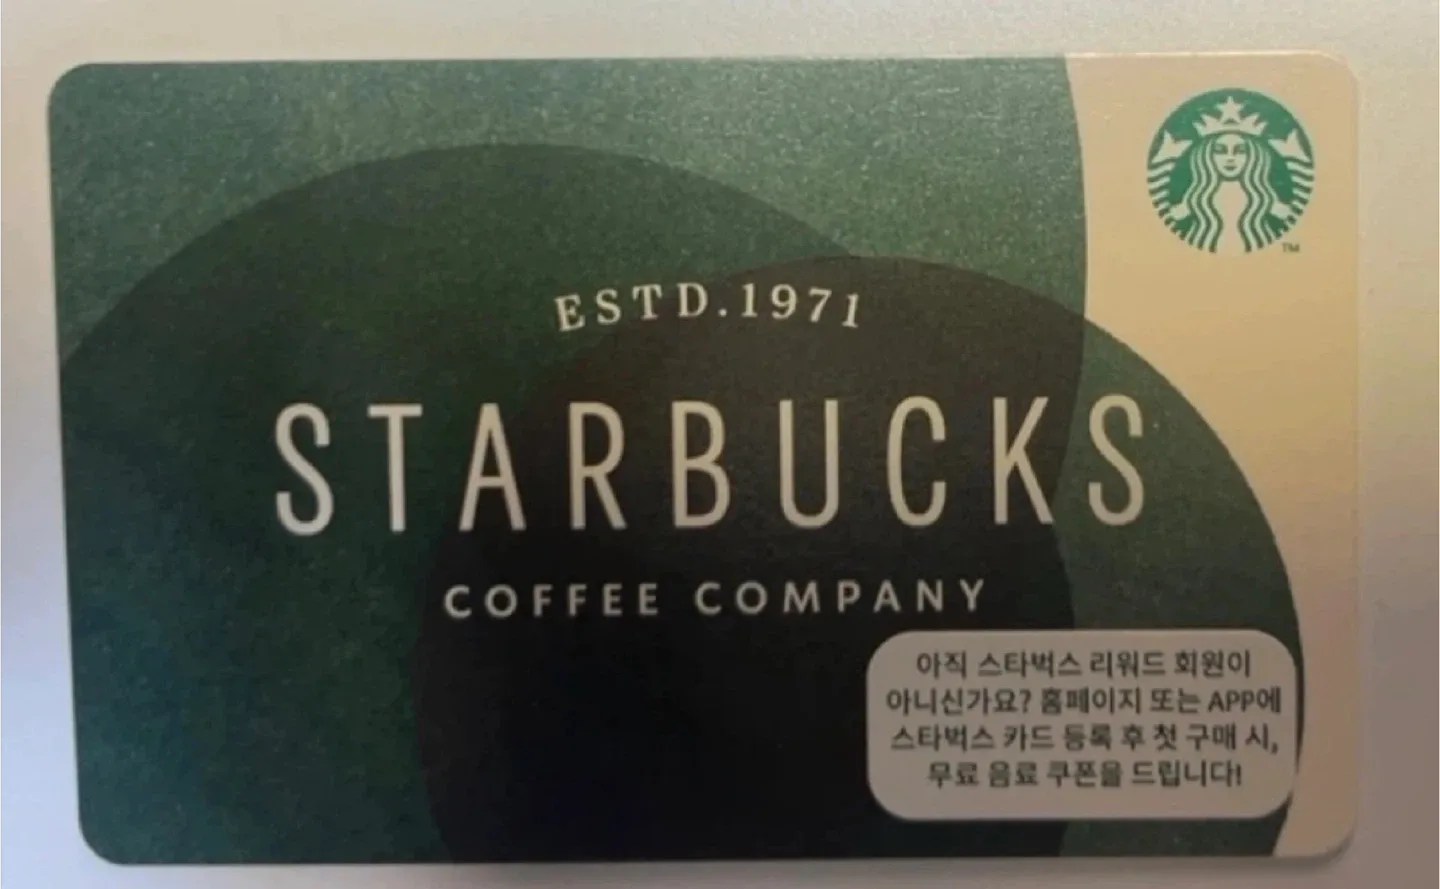 ESTD.1971
STARBUCKS
COFFEE COMPANY
TM
아직 스타벅스 리워드 회원이
아니신가요? 홈페이지 또는 APP에
스타벅스 카드 등록 후 첫 구매 시,
무료 음료 쿠폰을 드립니다!